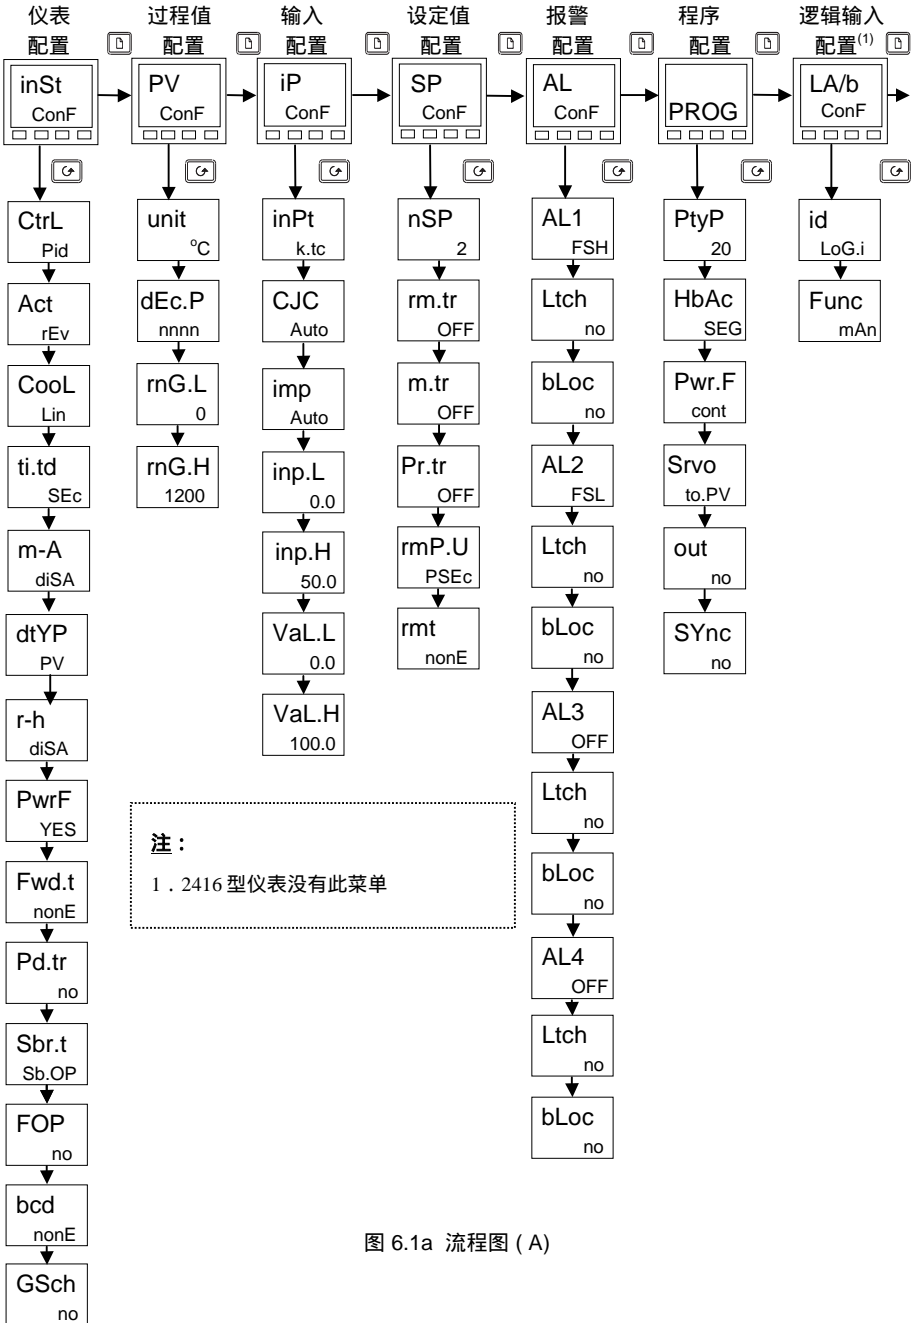 仪表
配置
inSt
ConF
CtrL
Pid
Act
rEv
CooL
Lin
ti.td
SEc
m-A
diSA
dtYP
PV
r-h
diSA
PwrF
YES
Fwd.t
nonE
Pd.tr
no
Sbr.t
Sb.OP
FOP
no
bcd
nonE
GSch
no
过程值
配置
PV
ConF
unit
°C
dEc.P
nnnn
rnG.L
0
rnG.H
1200
输入
配置
iP
ConF
inPt
k.tc
CJC
Auto
imp
Auto
inp.L
0.0
inp.H
50.0
VaL.L
0.0
VaL.H
100.0
设定值
配置
SP
ConF
nSP
2
rm.tr
OFF
m.tr
OFF
Pr.tr
OFF
rmP.U
PSEc
rmt
nonE
报警
配置
AL
ConF
AL1
FSH
Ltch
no
bLoc
no
AL2
FSL
Ltch
no
bLoc
no
AL3
OFF
Ltch
no
bLoc
no
AL4
OFF
Ltch
no
bLoc
no
程序
配置
PROG
PtyP
20
HbAc
SEG
Pwr.F
cont
Srvo
to.PV
out
no
SYnc
no
逻辑输入
配置(1)
LA/b
ConF
id
LoG.i
Func
mAn
注：
1．2416 型仪表没有此菜单
图 6.1a 流程图 ( A)